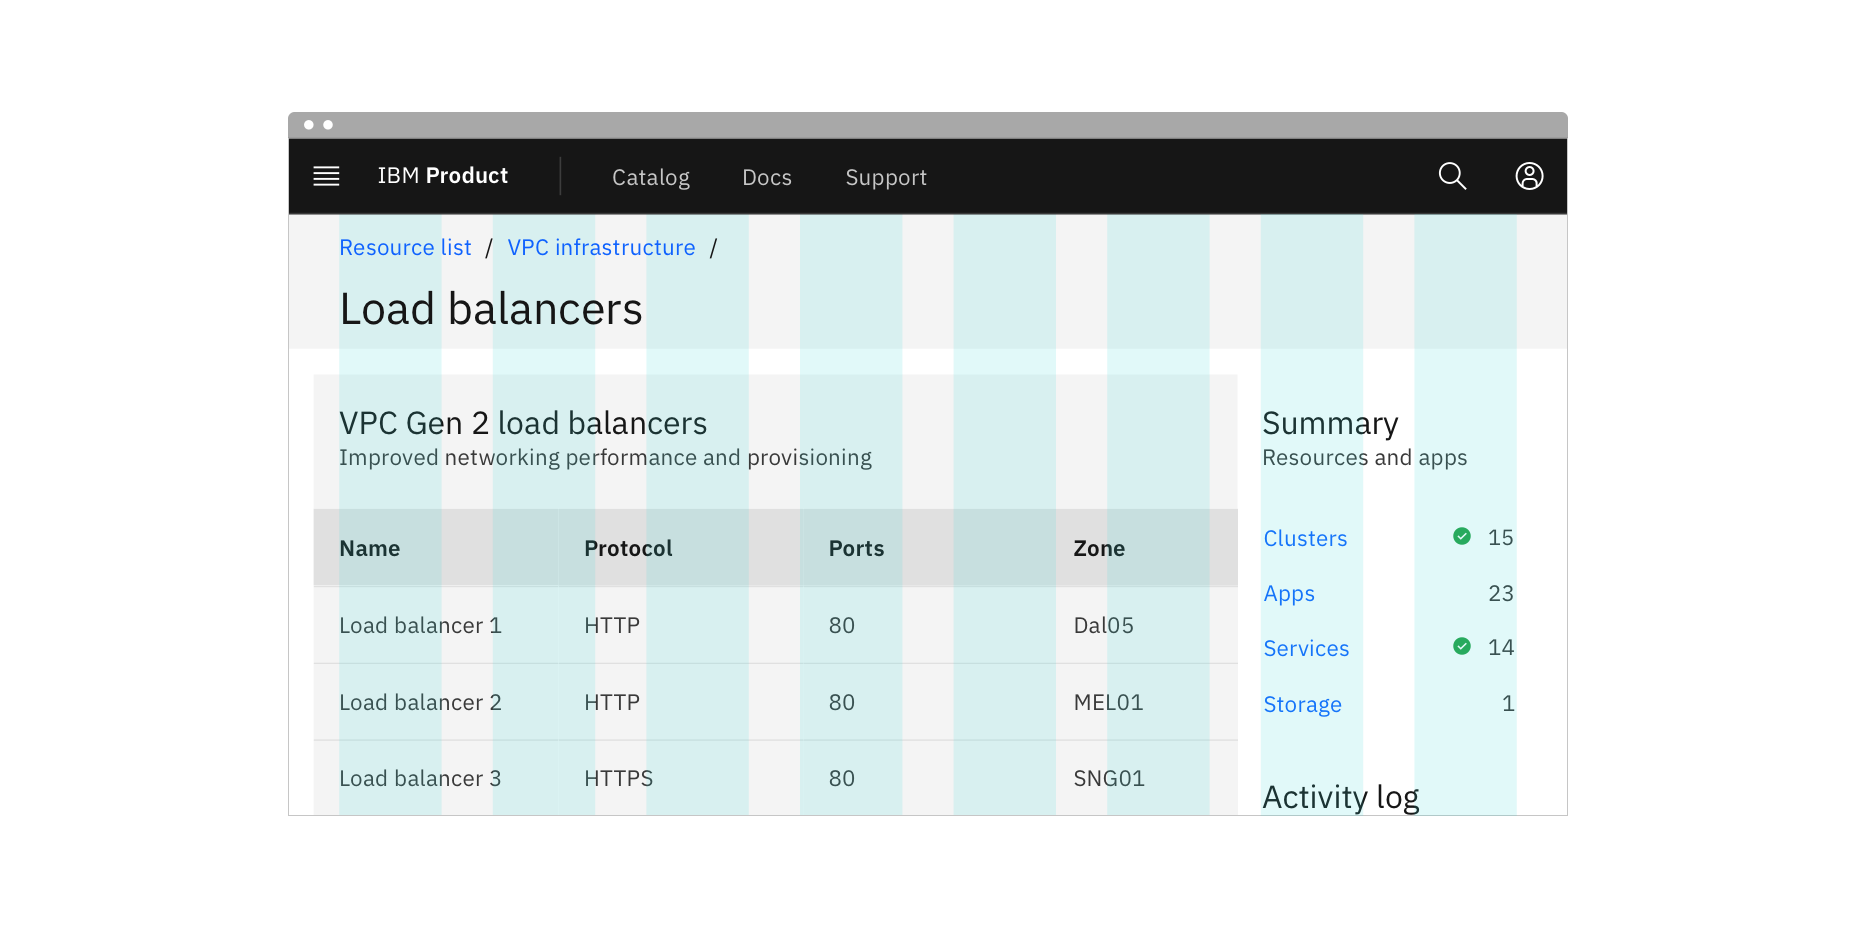 IBM Product Catalog Docs Support
Resource list / VPC infrastructure /
Load balancers
VPC Gen 2 load balancers
Improved networking performance and provisioning
Name Protocol Ports Zone
Load balancer 1 HTTP 80 Dal05
Load balancer 2 HTTP 80 MEL01
Load balancer 3 HTTPS 80 SNG01
Summary
Resources and apps
Clusters 15
Apps 23
Services 14
Storage 1
Activity log